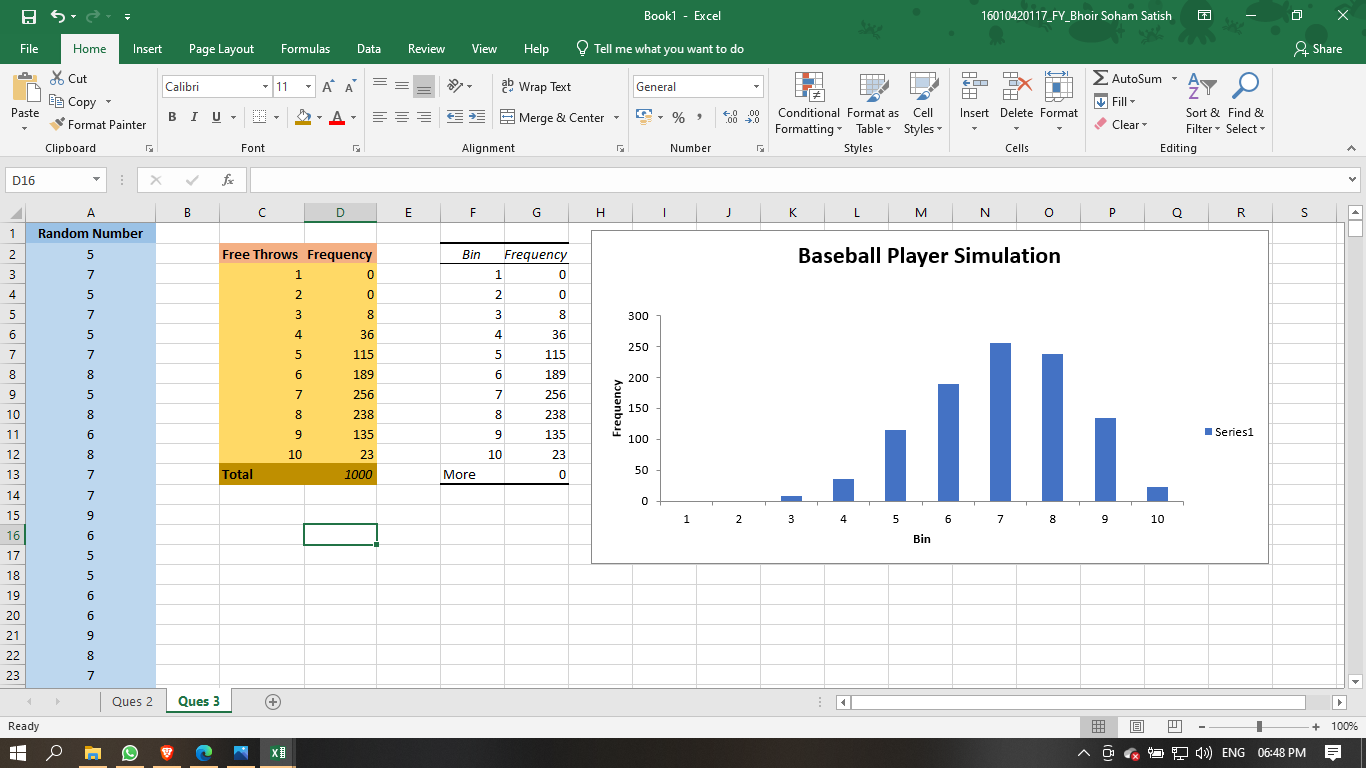 Book1 - Excel
16010420117_FY_Bhoir Soham Satish
File Home Insert Page Layout Formulas Data Review View Help Tell me what you want to do Share
Paste Cut Copy Format Painter
Clipboard
Calibri 11
B I U A
Font
Wrap Text
Merge & Center
Alignment
General
%
Number
Conditional Formatting Format as Table Cell Styles
Styles
Insert Delete Format
Cells
AutoSum Fill Clear
Sort & Filter Find & Select
Editing
D16 fx
A B C D E F G H I J K L M N O P Q R S
1 Random Number
2 5 Free Throws Frequency Bin Frequency
3 7 1 0 1 0
4 5 2 0 2 0
5 7 3 8 3 8
6 5 4 36 4 36
7 7 5 115 5 115
8 8 6 189 6 189
9 5 7 256 7 256
10 8 8 238 8 238
11 6 9 135 9 135
12 8 10 23 10 23
13 7 Total 1000 More 0
14 7
15 9
16 6
17 5
18 5
19 6
20 6
21 9
22 8
23 7
Baseball Player Simulation
300
250
200
150
100
50
0
Frequency
1 2 3 4 5 6 7 8 9 10
Bin
Series1
Ques 2 Ques 3
Ready
100%
ENG 06:48 PM